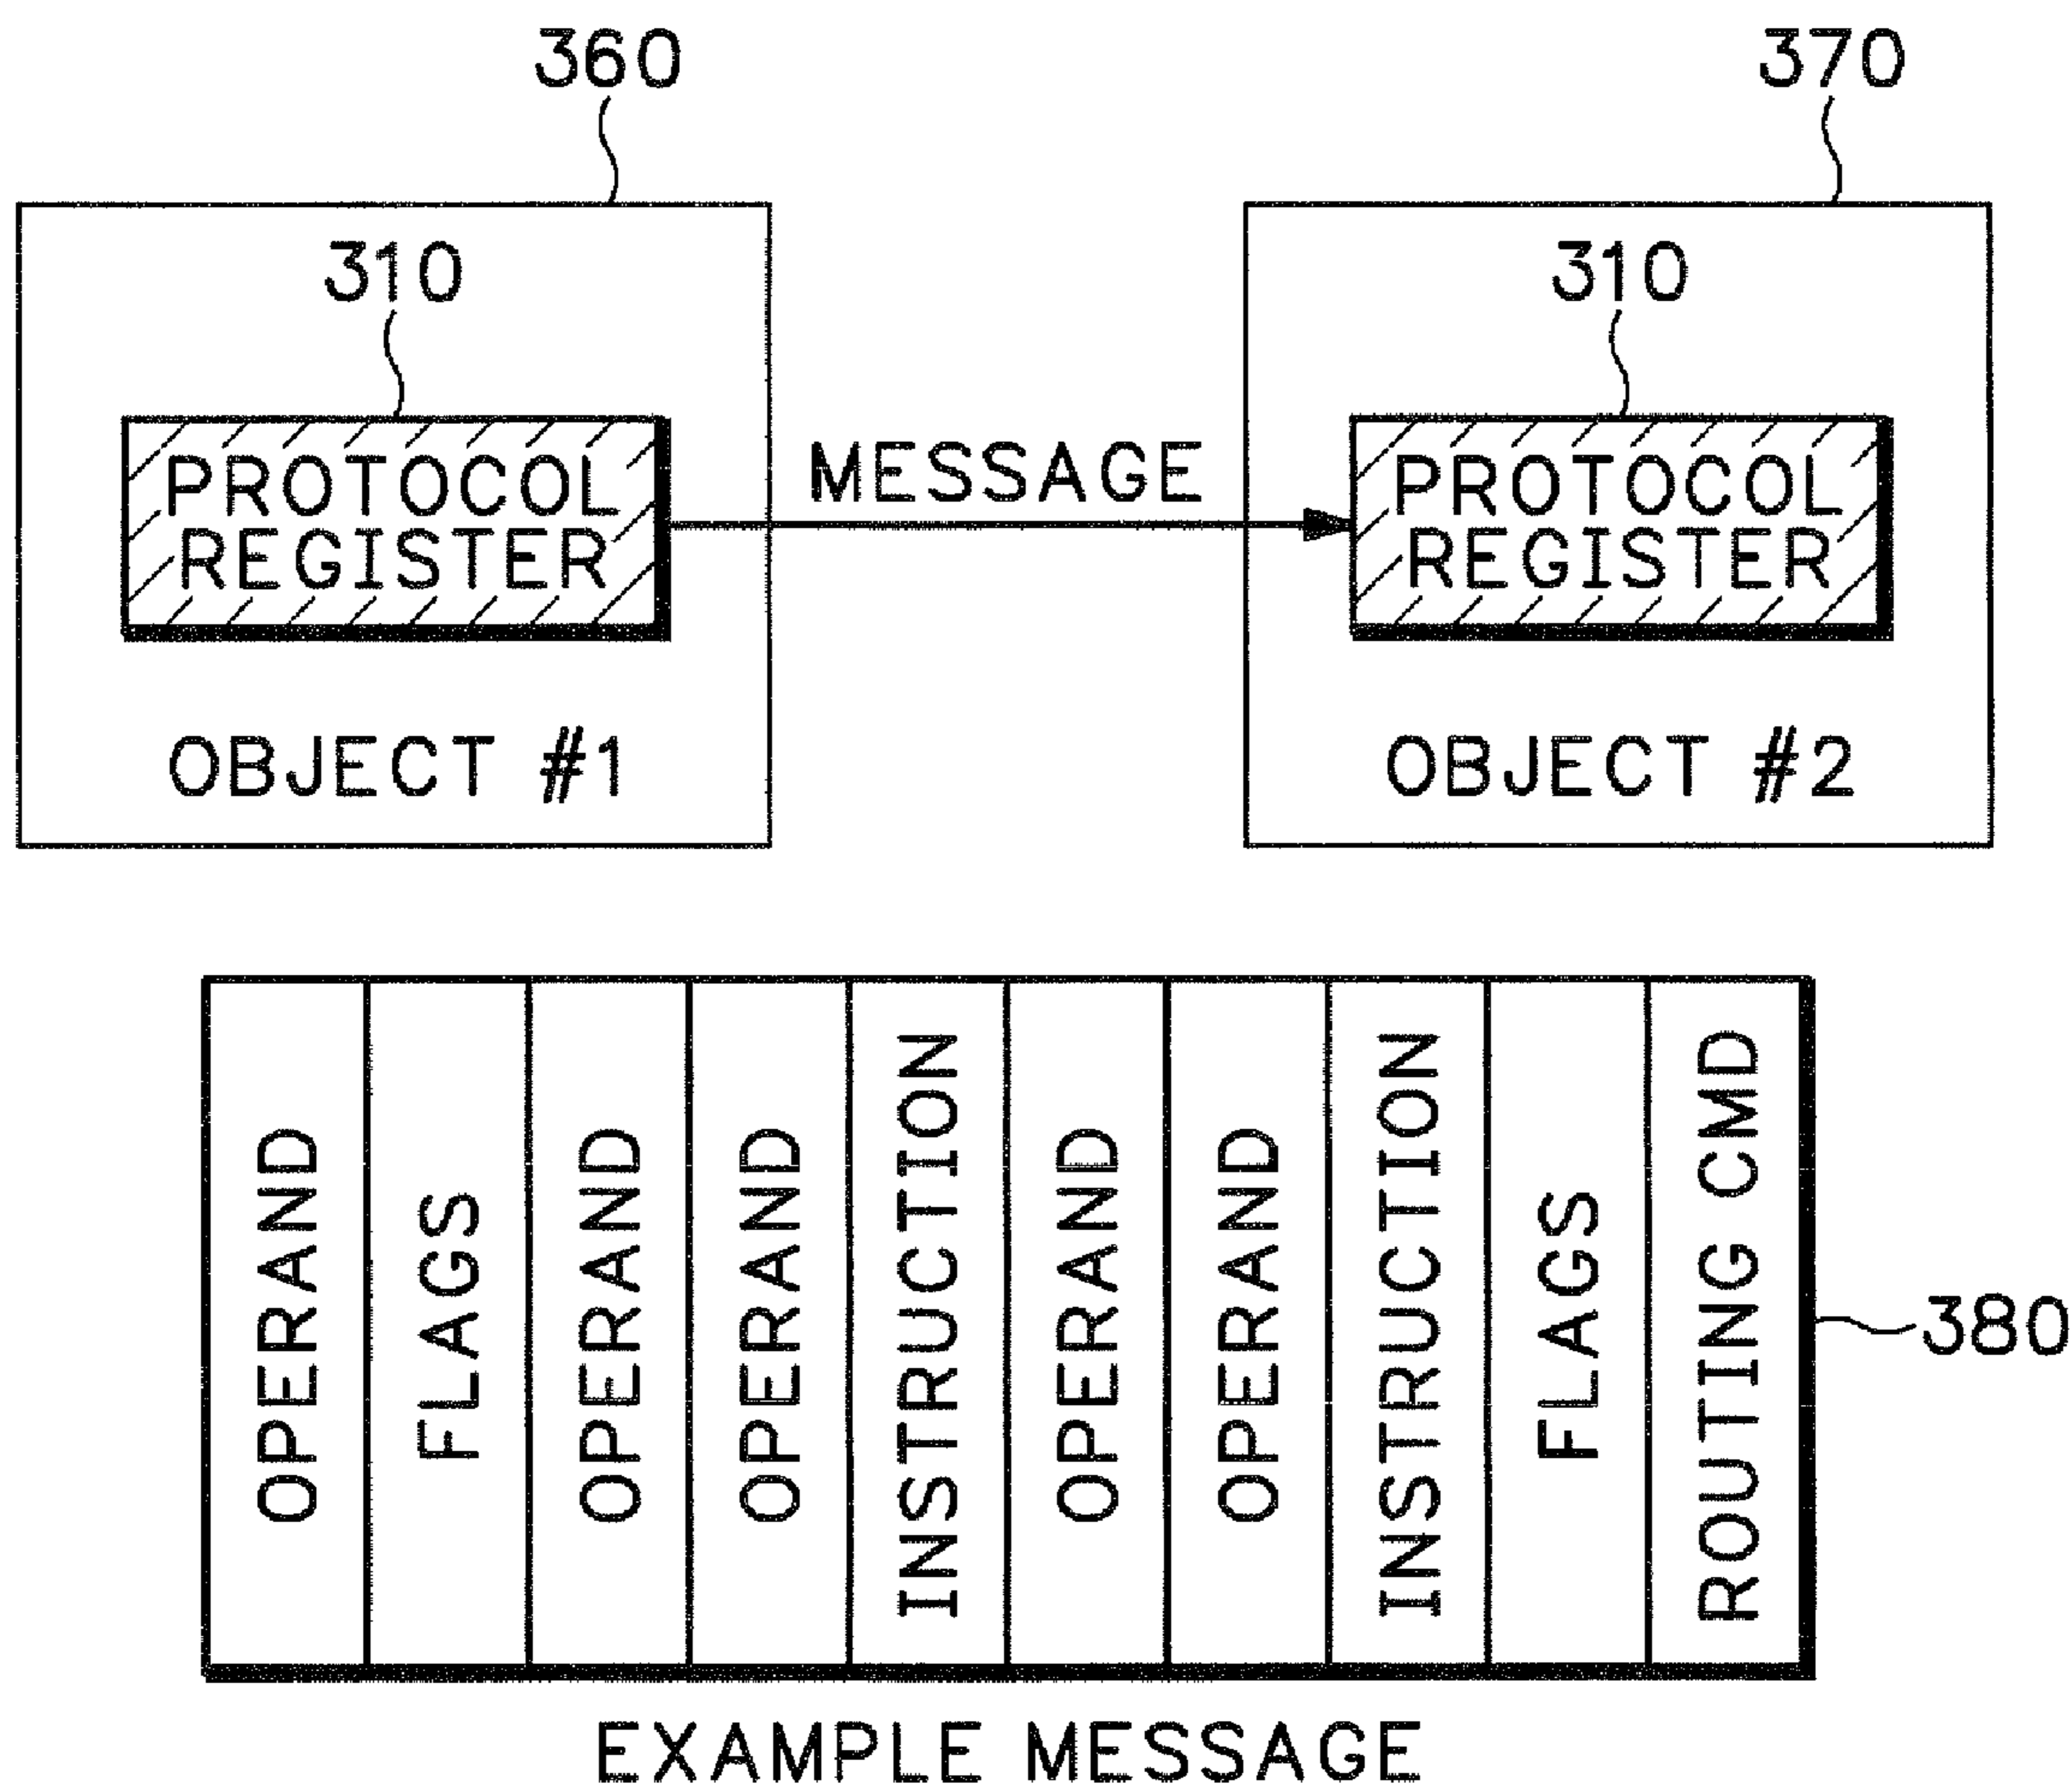 360
370
310
310
PROTOCOL
REGISTER
MESSAGE
PROTOCOL
REGISTER
OBJECT #1
OBJECT #2
OPERAND
FLAGS
OPERAND
OPERAND
INSTRUCTION
OPERAND
OPERAND
INSTRUCTION
FLAGS
ROUTING CMD
380
EXAMPLE MESSAGE